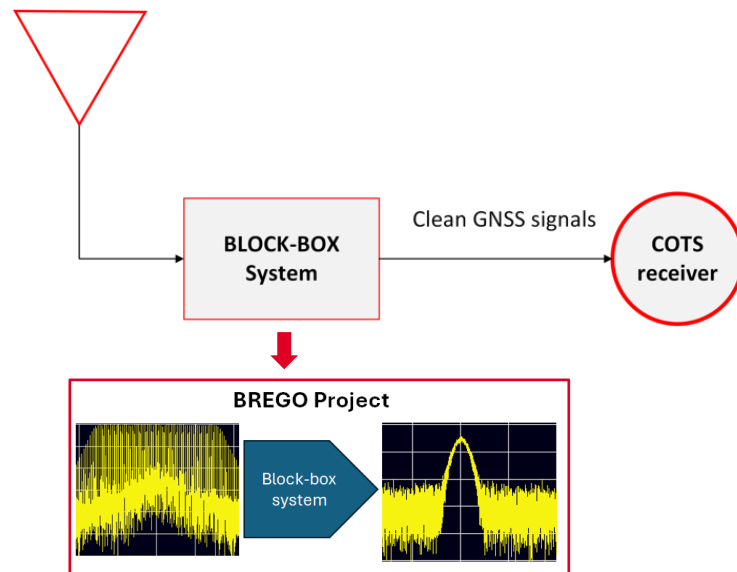 Clean GNSS signals
BLOCK-BOX
System
COTS
receiver
BREGO Project
Block-box
system